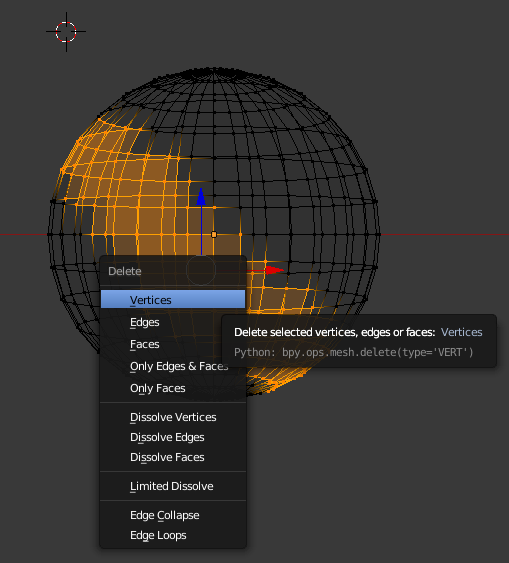 Delete
Vertices
Edges
Faces
Only Edges & Faces
Only Faces
Dissolve Vertices
Dissolve Edges
Dissolve Faces
Limited Dissolve
Edge Collapse
Edge Loops
Delete selected vertices, edges or faces: Vertices
Python: bpy.ops.mesh.delete(type='VERT')